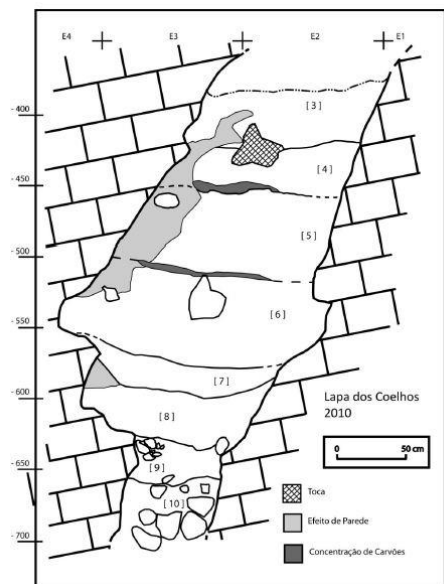 E4 E3 E2 E1
- 400
- 450
- 500
- 550
- 600
- 650
- 700
[ 3 ]
[ 4 ]
[ 5 ]
[ 6 ]
[ 7 ]
[ 8 ]
[ 9 ]
[ 10 ]
Lapa dos Coelhos
2010
0 50 cm
Toca
Efeito de Parede
Concentração de Carvões